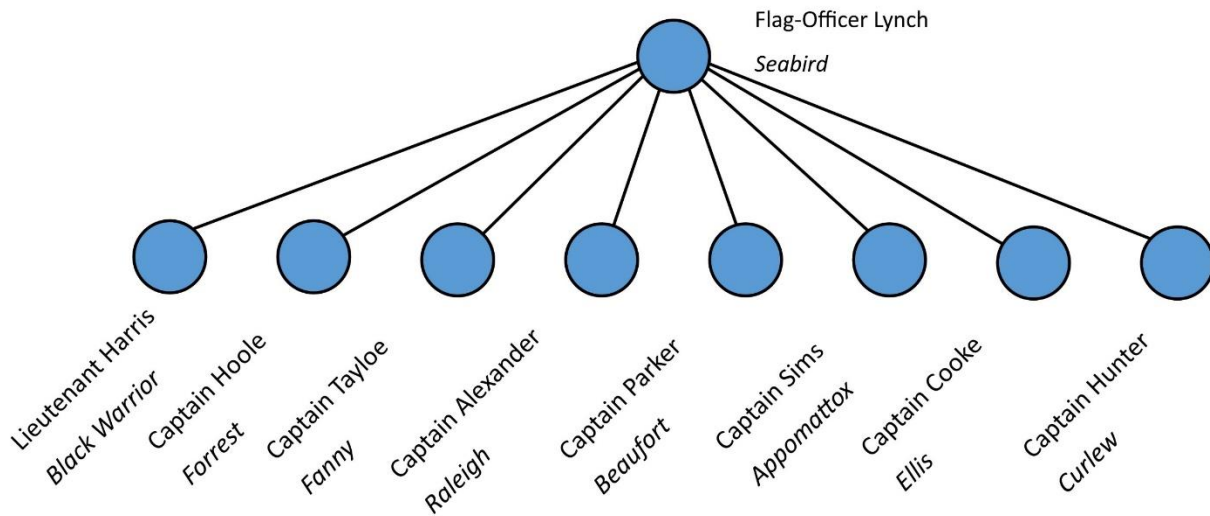 Flag-Officer Lynch
Seabird
Lieutenant Harris
Black Warrior
Captain Hoole
Forrest
Captain Tayloe
Fanny
Captain Alexander
Raleigh
Captain Parker
Beaufort
Captain Sims
Appomattox
Captain Cooke
Ellis
Captain Hunter
Curlew